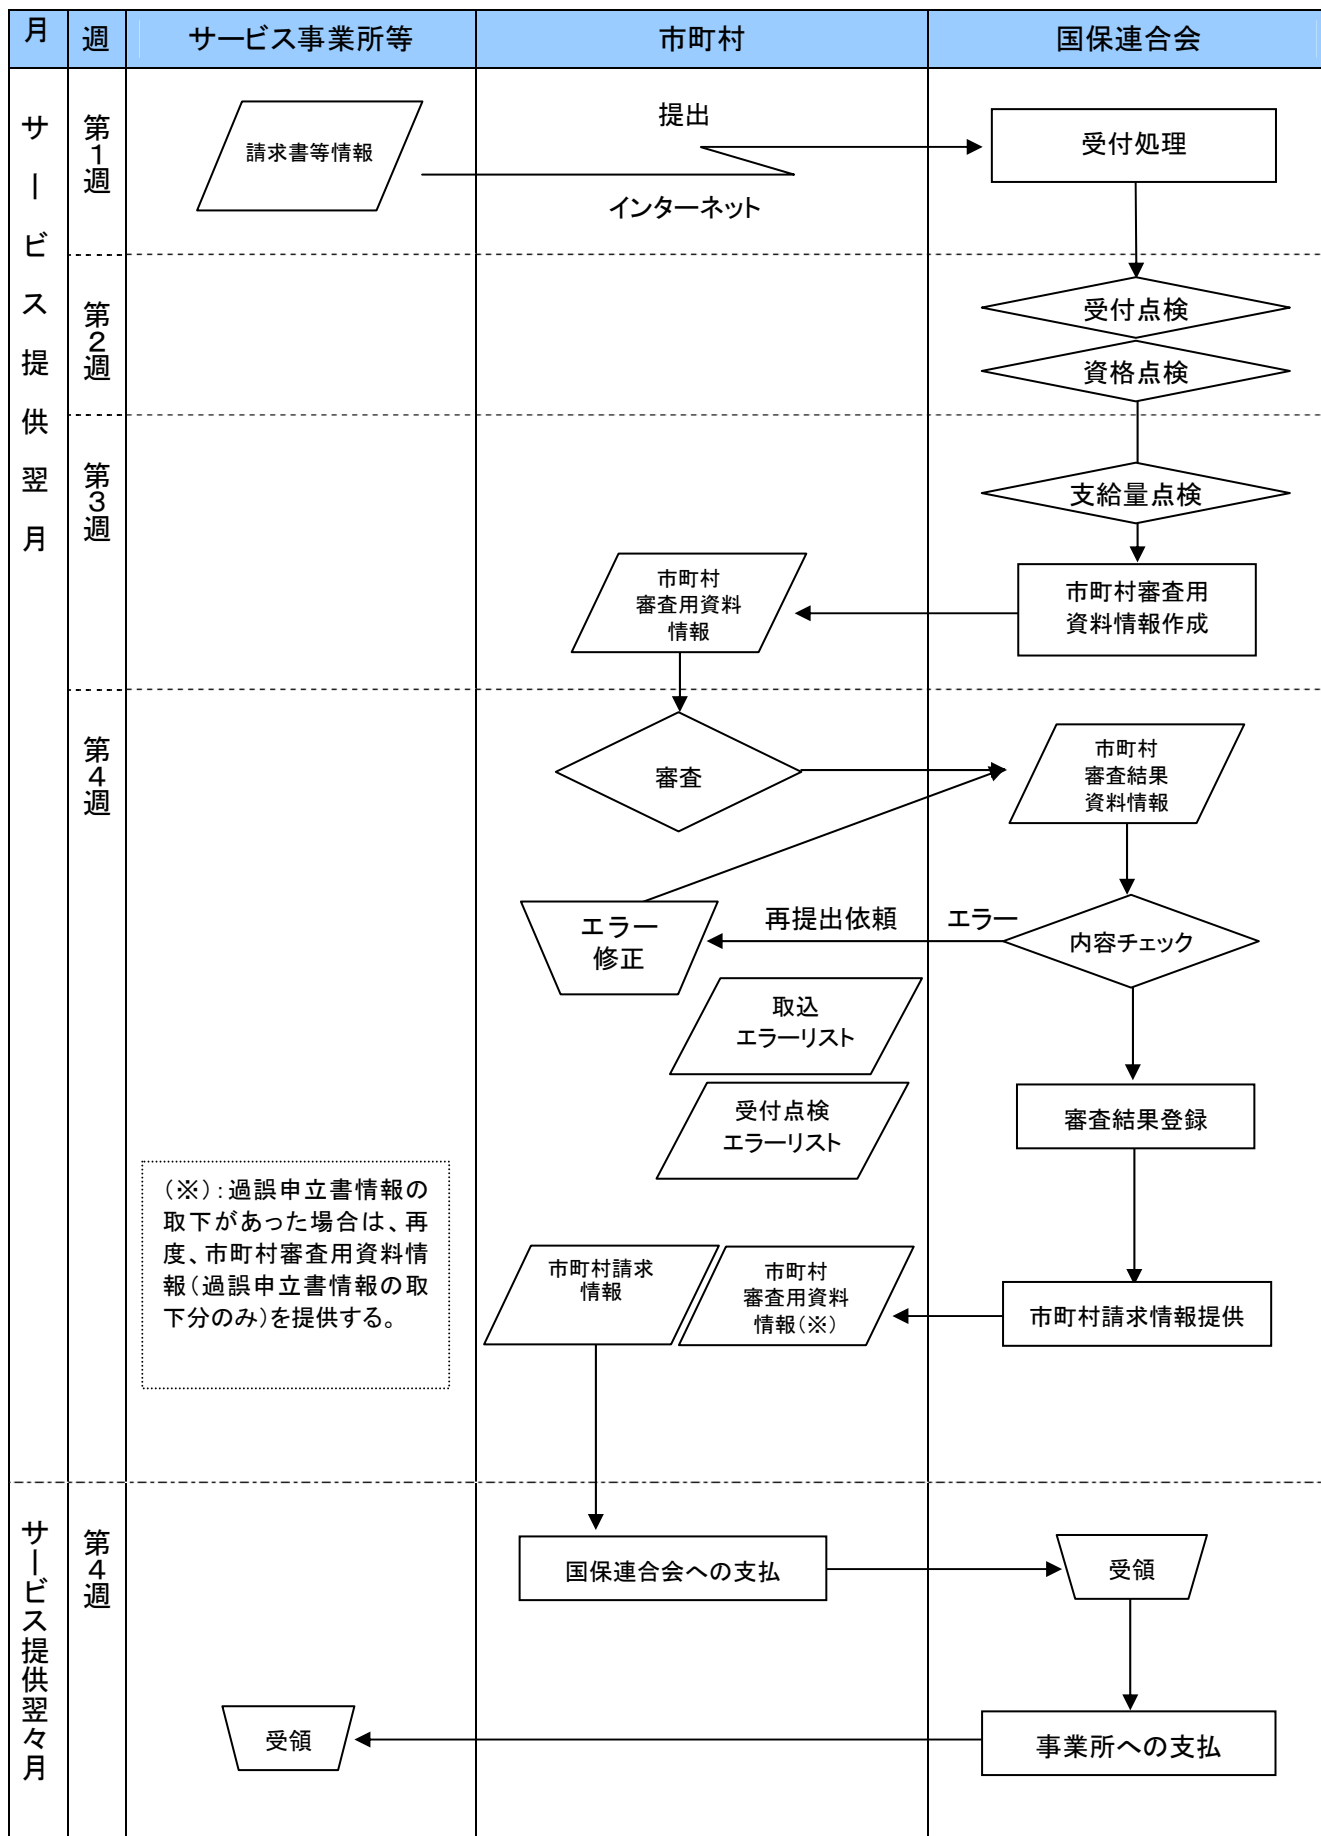 月
週
サービス事業所等
市町村
国保連合会
サービス提供翌月
第1週
請求書等情報
提出
インターネット
受付処理
第2週
受付点検
資格点検
第3週
支給量点検
市町村
審査用資料
情報
市町村審査用
資料情報作成
第4週
審査
市町村
審査結果
資料情報
エラー
修正
再提出依頼
エラー
内容チェック
取込
エラーリスト
受付点検
エラーリスト
審査結果登録
(※):過誤申立書情報の
取下があった場合は、再
度、市町村審査用資料情
報(過誤申立書情報の取
下分のみ)を提供する。
市町村請求
情報
市町村
審査用資料
情報(※)
市町村請求情報提供
サービス提供翌々月
第4週
国保連合会への支払
受領
受領
事業所への支払